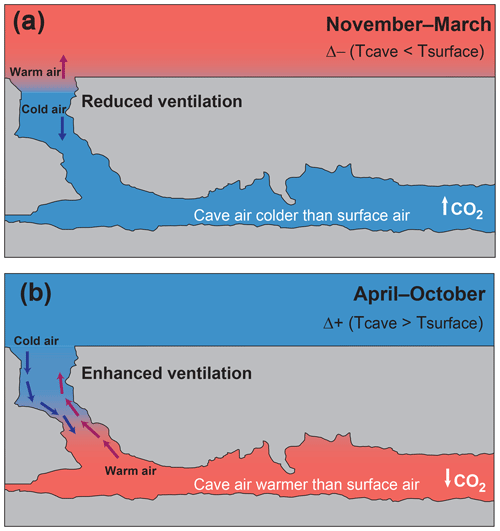 (a)
November–March
Δ– (Tcave < Tsurface)
Warm air
Cold air
Reduced ventilation
Cave air colder than surface air
↑CO₂
(b)
April–October
Δ+ (Tcave > Tsurface)
Cold air
Enhanced ventilation
Warm air
Cave air warmer than surface air
↓CO₂